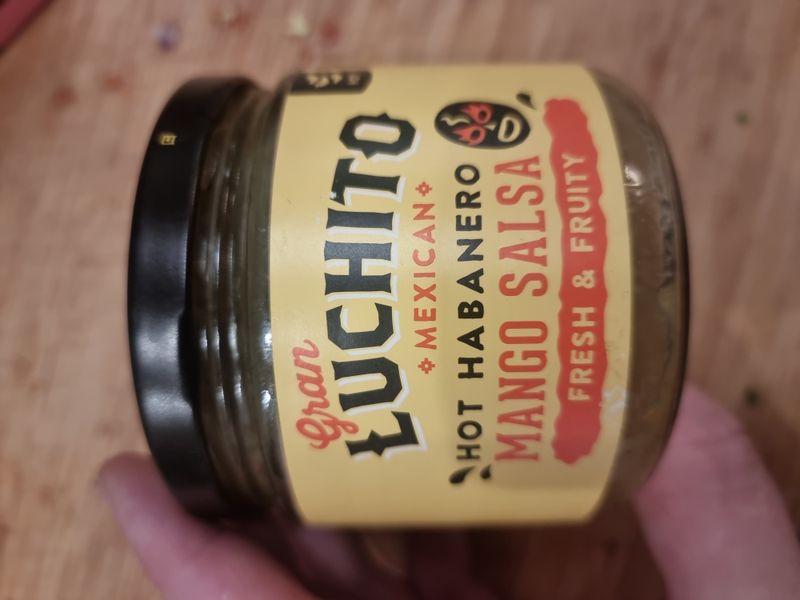 Gran
LUCHITO
MEXICAN
HOT HABANERO
MANGO SALSA
FRESH & FRUITY